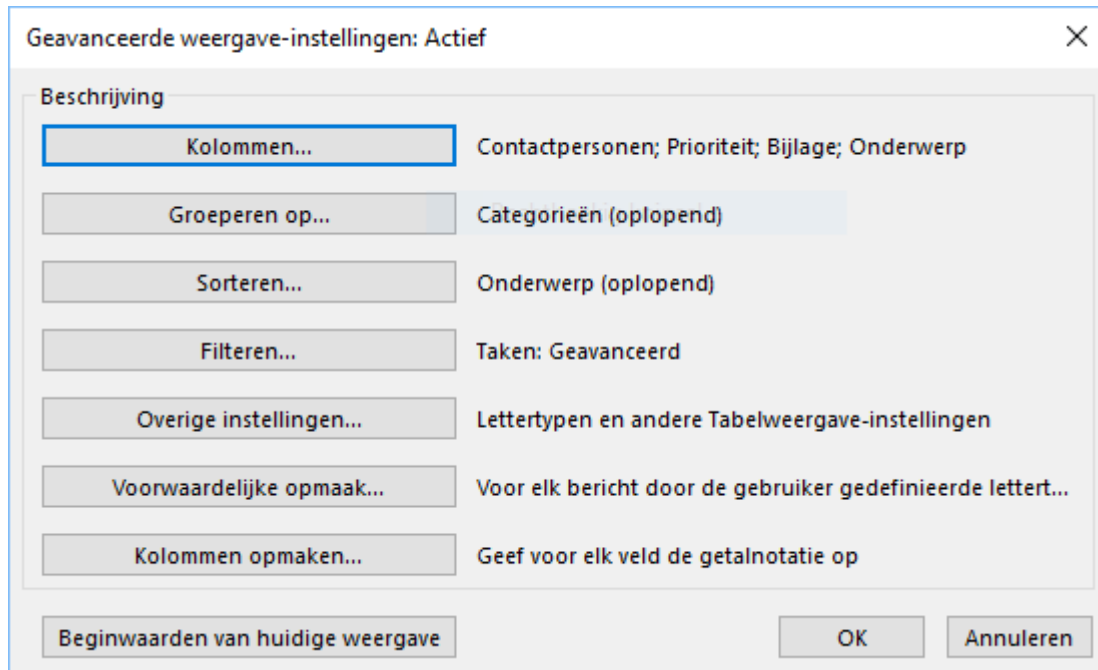 Geavanceerde weergave-instellingen: Actief
Beschrijving
Kolommen... Contactpersonen; Prioriteit; Bijlage; Onderwerp
Groeperen op... Categorieën (oplopend)
Sorteren... Onderwerp (oplopend)
Filteren... Taken: Geavanceerd
Overige instellingen... Lettertypen en andere Tabelweergave-instellingen
Voorwaardelijke opmaak... Voor elk bericht door de gebruiker gedefinieerde lettert...
Kolommen opmaken... Geef voor elk veld de getalnotatie op
Beginwaarden van huidige weergave OK Annuleren